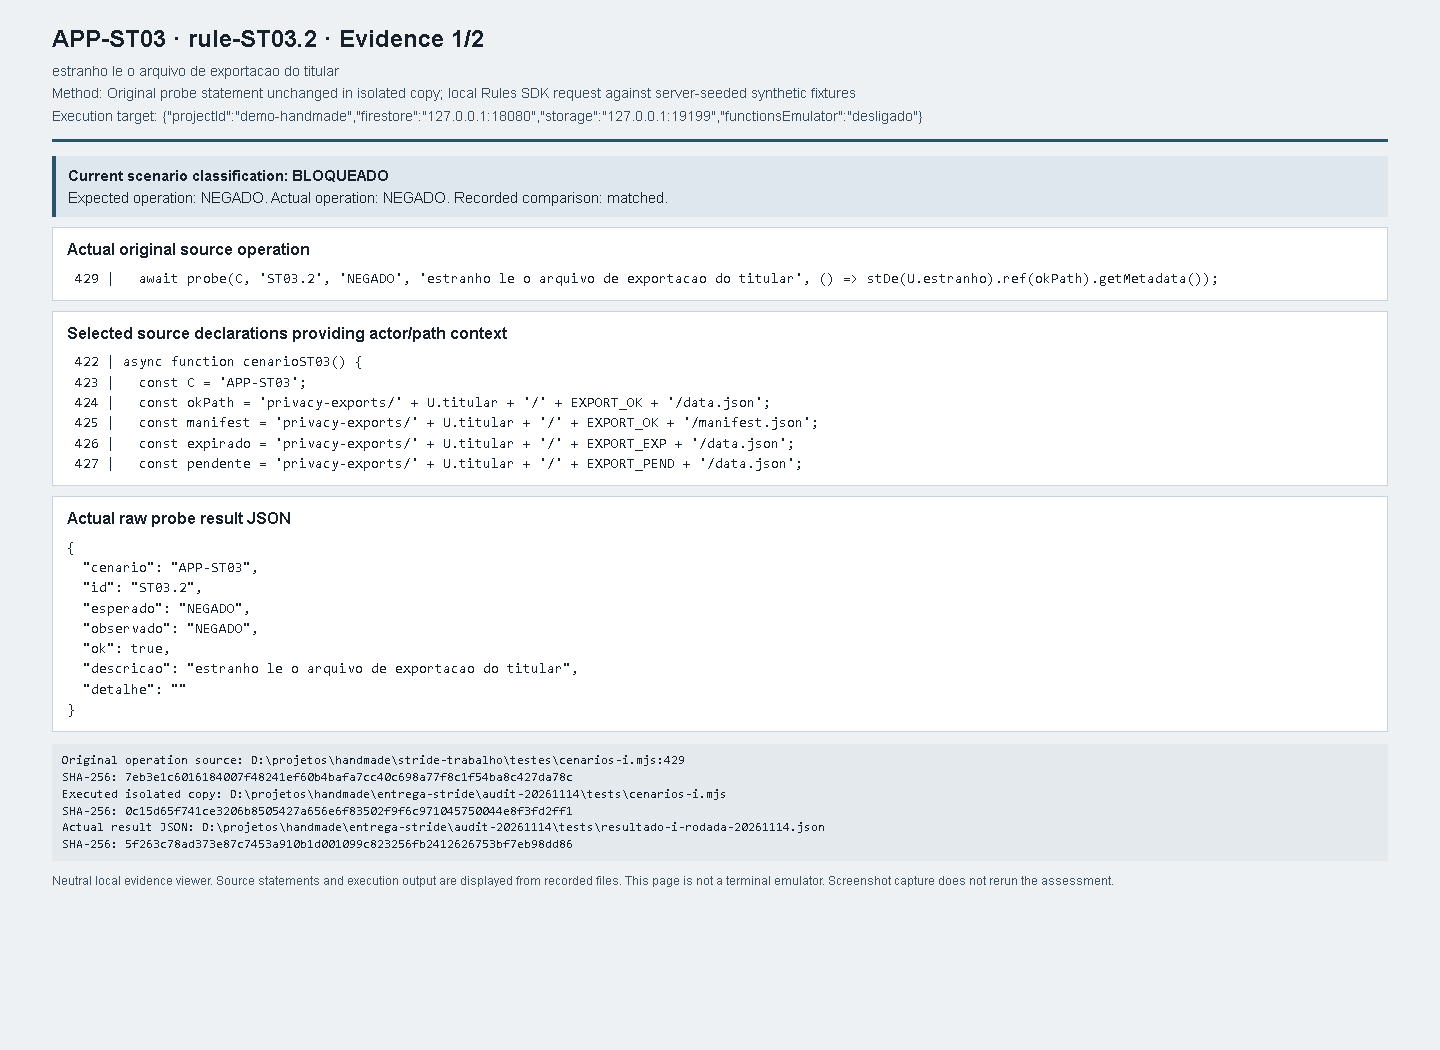 APP-ST03 · rule-ST03.2 · Evidence 1/2
estranho le o arquivo de exportacao do titular
Method: Original probe statement unchanged in isolated copy; local Rules SDK request against server-seeded synthetic fixtures
Execution target: {"projectId":"demo-handmade","firestore":"127.0.0.1:18080","storage":"127.0.0.1:19199","functionsEmulator":"desligado"}
Current scenario classification: BLOQUEADO
Expected operation: NEGADO. Actual operation: NEGADO. Recorded comparison: matched.
Actual original source operation
429 |   await probe(C, 'ST03.2', 'NEGADO', 'estranho le o arquivo de exportacao do titular', () => stDe(U.estranho).ref(okPath).getMetadata());
Selected source declarations providing actor/path context
422 | async function cenarioST03() {
423 |   const C = 'APP-ST03';
424 |   const okPath = 'privacy-exports/' + U.titular + '/' + EXPORT_OK + '/data.json';
425 |   const manifest = 'privacy-exports/' + U.titular + '/' + EXPORT_OK + '/manifest.json';
426 |   const expirado = 'privacy-exports/' + U.titular + '/' + EXPORT_EXP + '/data.json';
427 |   const pendente = 'privacy-exports/' + U.titular + '/' + EXPORT_PEND + '/data.json';
Actual raw probe result JSON
{
  "cenario": "APP-ST03",
  "id": "ST03.2",
  "esperado": "NEGADO",
  "observado": "NEGADO",
  "ok": true,
  "descricao": "estranho le o arquivo de exportacao do titular",
  "detalhe": ""
}
Original operation source: D:\projetos\handmade\stride-trabalho\testes\cenarios-i.mjs:429
SHA-256: 7eb3e1c6016184007f48241ef60b4bafa7cc40c698a77f8c1f54ba8c427da78c
Executed isolated copy: D:\projetos\handmade\entrega-stride\audit-20261114\tests\cenarios-i.mjs
SHA-256: 0c15d65f741ce3206b8505427a656e6f83502f9f6c971045750044e8f3fd2ff1
Actual result JSON: D:\projetos\handmade\entrega-stride\audit-20261114\tests\resultado-i-rodada-20261114.json
SHA-256: 5f263c78ad373e87c7453a910b1d001099c823256fb2412626753bf7eb98dd86
Neutral local evidence viewer. Source statements and execution output are displayed from recorded files. This page is not a terminal emulator. Screenshot capture does not rerun the assessment.